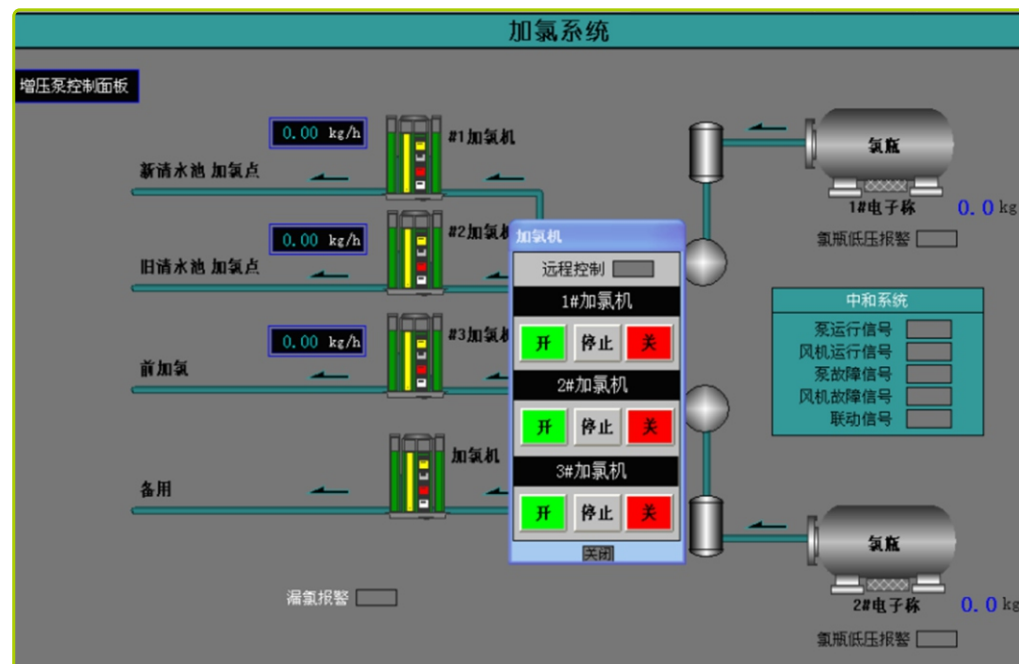 加氯系统
增压泵控制面板
0.00 kg/h
#1加氯机
新清水池 加氯点
0.00 kg/h
#2加氯机
旧清水池 加氯点
0.00 kg/h
#3加氯机
前加氯
加氯机
备用
漏氯报警
加氯机
远程控制
1#加氯机
开 停止 关
2#加氯机
开 停止 关
3#加氯机
开 停止 关
关闭
氯瓶
1#电子称 0.0 kg
氯瓶低压报警
中和系统
泵运行信号
风机运行信号
泵故障信号
风机故障信号
联动信号
氯瓶
2#电子称 0.0 kg
氯瓶低压报警